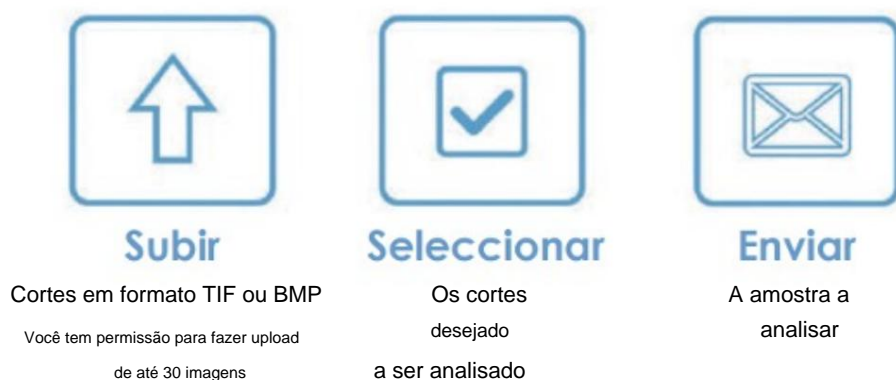 Subir
Cortes em formato TIF ou BMP
Você tem permissão para fazer upload
de até 30 imagens
Seleccionar
Os cortes
desejado
a ser analisado
Enviar
A amostra a
analisar